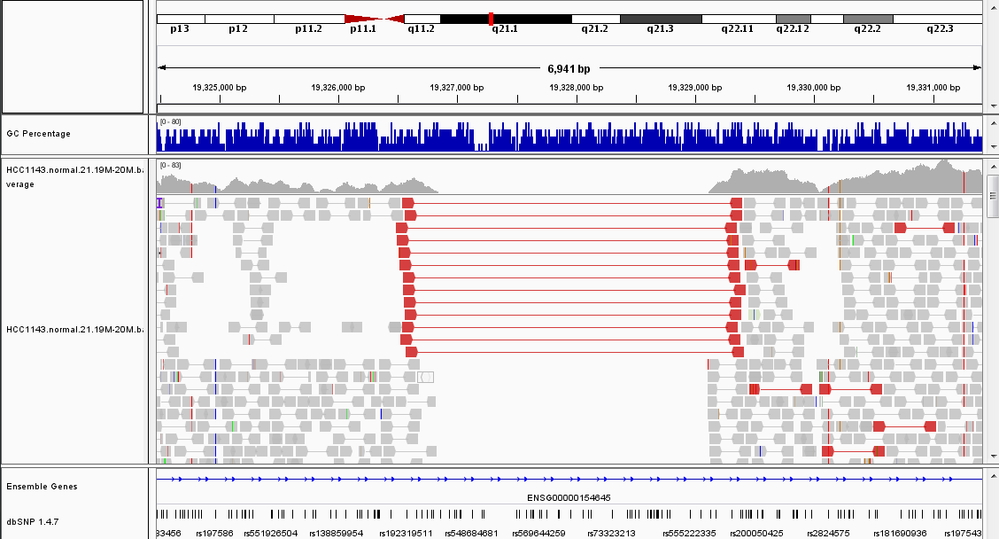 p13 p12 p11.2 p11.1 q11.2 q21.1 q21.2 q21.3 q22.11 q22.12 q22.2 q22.3
6,941 bp
19,325,000 bp 19,326,000 bp 19,327,000 bp 19,328,000 bp 19,329,000 bp 19,330,000 bp 19,331,000 bp
[0 - 80]
GC Percentage
[0 - 83]
HCC1143.normal.21.19M-20M.ba
verage
HCC1143.normal.21.19M-20M.ba
Ensemble Genes
ENSG00000154645
dbSNP 1.4.7
33456 rs197586 rs551926504 rs138859954 rs192319511 rs548684681 rs569644259 rs73323213 rs555222335 rs200050425 rs2824575 rs181690936 rs197543